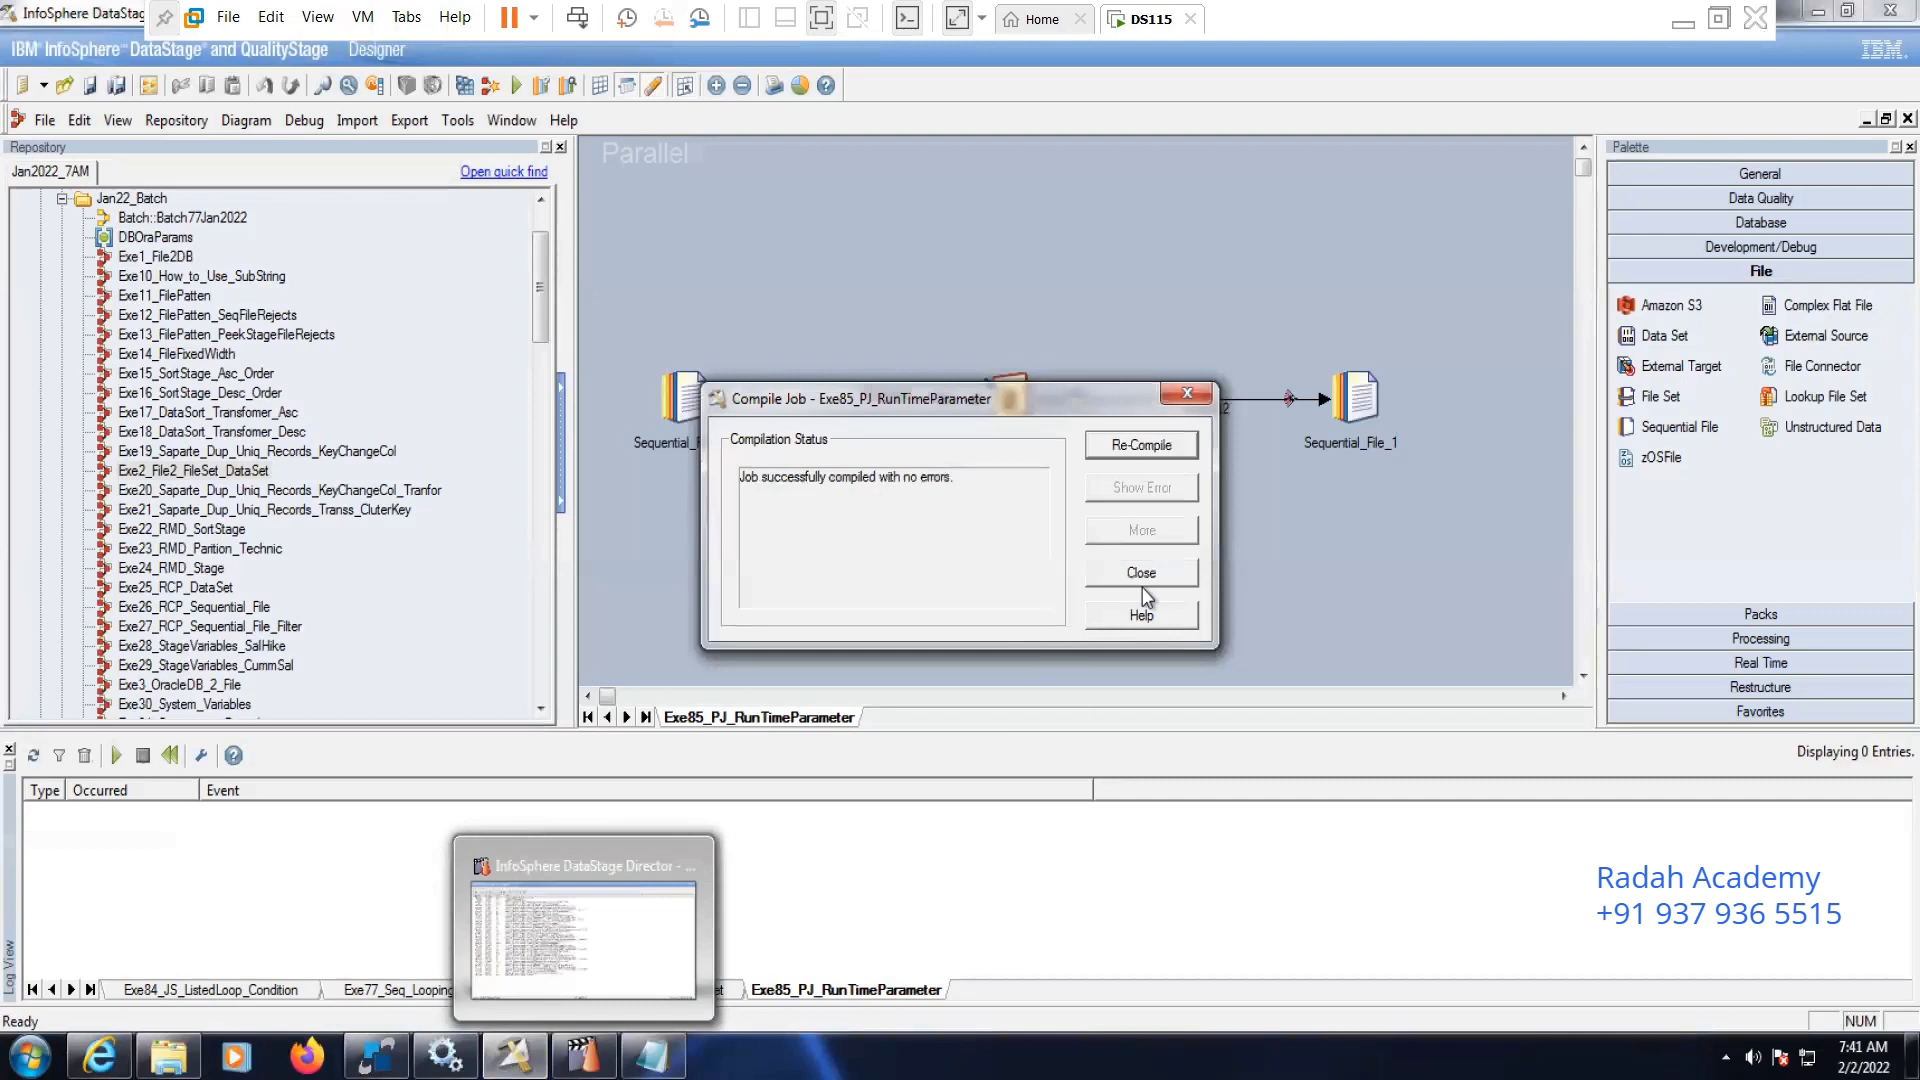 InfoSphere DataStag
File Edit View VM Tabs Help
Home
DS115
IBM InfoSphere DataStage and QualityStage Designer
IBM.
File Edit View Repository Diagram Debug Import Export Tools Window Help
Repository
Jan2022_7AM
Open quick find
Jan22_Batch
Batch::Batch77Jan2022
DBOraParams
Exe1_File2DB
Exe10_How_to_Use_SubString
Exe11_FilePatten
Exe12_FilePatten_SeqFileRejects
Exe13_FilePatten_PeekStageFileRejects
Exe14_FileFixedWidth
Exe15_SortStage_Asc_Order
Exe16_SortStage_Desc_Order
Exe17_DataSort_Transfomer_Asc
Exe18_DataSort_Transfomer_Desc
Exe19_Saparte_Dup_Uniq_Records_KeyChangeCol
Exe2_File2_FileSet_DataSet
Exe20_Saparte_Dup_Uniq_Records_KeyChangeCol_Tranfor
Exe21_Saparte_Dup_Uniq_Records_Transs_CluterKey
Exe22_RMD_SortStage
Exe23_RMD_Parition_Technic
Exe24_RMD_Stage
Exe25_RCP_DataSet
Exe26_RCP_Sequential_File
Exe27_RCP_Sequential_File_Filter
Exe28_StageVariables_SalHike
Exe29_StageVariables_CummSal
Exe3_OracleDB_2_File
Exe30_System_Variables
Parallel
Sequential_F
2
Sequential_File_1
Compile Job - Exe85_PJ_RunTimeParameter
Compilation Status
Job successfully compiled with no errors.
Re-Compile
Show Error
More
Close
Help
Exe85_PJ_RunTimeParameter
Palette
General
Data Quality
Database
Development/Debug
File
Amazon S3
Complex Flat File
Data Set
External Source
External Target
File Connector
File Set
Lookup File Set
Sequential File
Unstructured Data
zOSFile
Packs
Processing
Real Time
Restructure
Favorites
Displaying 0 Entries.
Type Occurred Event
InfoSphere DataStage Director - ...
Radah Academy
+91 937 936 5515
Log View
Exe84_JS_ListedLoop_Condition
Exe77_Seq_Looping
et
Exe85_PJ_RunTimeParameter
Ready
NUM
7:41 AM
2/2/2022